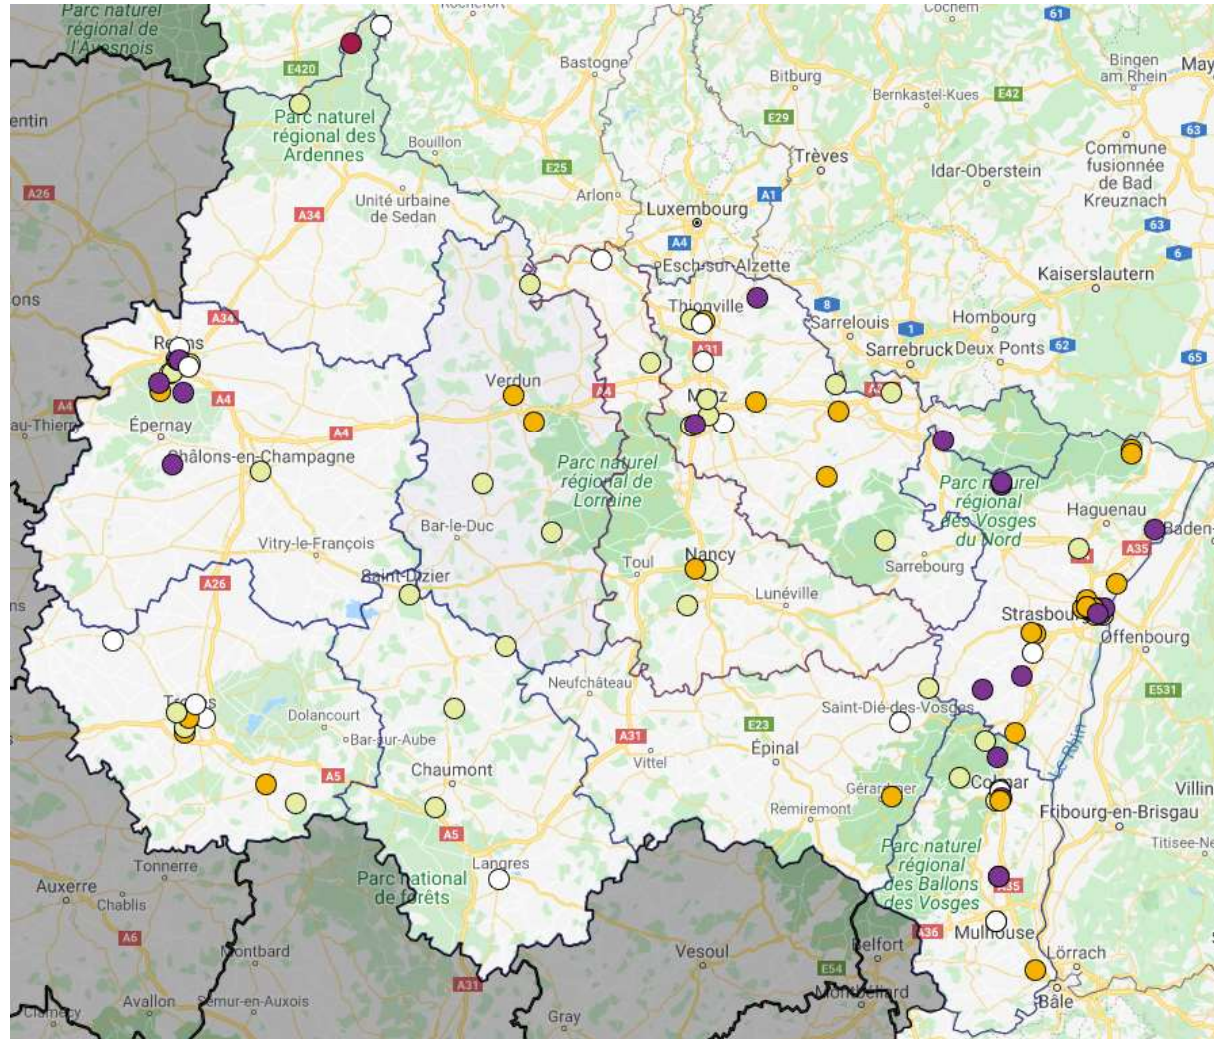 Parc naturel
régional de
l'Avesnois
Rochefort
Cochem
61
E420
Bastogne
Bitburg
Bingen
am Rhein
May
Bernkastel-Kues
E42
entin
Parc naturel
régional des
Ardennes
Bouillon
E29
63
Commune
fusionnée
de Bad
Kreuznach
Trèves
E25
Idar-Oberstein
A26
Unité urbaine
de Sedan
Arlon
A1
A34
Luxembourg
63
A4
6
Esch-sur-Alzette
Kaiserslautern
ons
8
Thionville
A34
Sarrelouis
1
Hombourg
Reims
A31
Sarrebruck
Deux Ponts
62
65
Verdun
A4
Metz
A4
A4
au-Thierr
Épernay
A4
Châlons-en-Champagne
Parc naturel
régional de
Lorraine
Parc naturel
régional
des Vosges
du Nord
Haguenau
Bar-le-Duc
Baden-
A35
Vitry-le-François
Nancy
Toul
Sarrebourg
Saint-Dizier
A26
Lunéville
Strasbourg
Offenbourg
Neufchâteau
E531
Troyes
Saint-Dié-des-Vosges
Dolancourt
E23
A31
Bar-sur-Aube
Épinal
Vittel
Le Rhin
Chaumont
A5
Colmar
Gérardmer
Villin
Remiremont
Fribourg-en-Brisgau
A5
Parc naturel
régional
des Ballons
des Vosges
Titisee-Ne
Tonnerre
Langres
Auxerre
Parc national
de forêts
A35
Chablis
A6
A36
Mulhouse
Montbard
Belfort
Vesoul
Lörrach
E54
A31
Montbéliard
Avallon
Semur-en-Auxois
Bâle
Clamecy
Gray